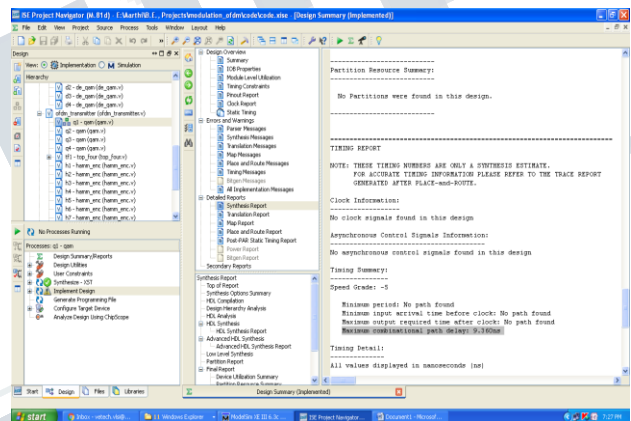 ISE Project Navigator (M.81d) - E:\Karthi\B.E., Projects\medulation_ofdm\code\code.xise - [Design Summary (Implemented)]
File Edit View Project Source Process Tools Window Layout Help
Design
View: Implementation Simulation
Hierarchy
d2 - de_qam (de_qam.v)
d3 - de_qam (de_qam.v)
d4 - de_qam (de_qam.v)
ofdm_transmitter (ofdm_transmitter.v)
q1 - qam (qam.v)
q2 - qam (qam.v)
q3 - qam (qam.v)
q4 - qam (qam.v)
tf1 - top_four (top_four.v)
h1 - hamm_enc (hamm_enc.v)
h2 - hamm_enc (hamm_enc.v)
h3 - hamm_enc (hamm_enc.v)
h4 - hamm_enc (hamm_enc.v)
h5 - hamm_enc (hamm_enc.v)
h6 - hamm_enc (hamm_enc.v)
h7 - hamm_enc (hamm_enc.v)
No Processes Running
Processes: q1 - qam
Design Summary/Reports
Design Utilities
User Constraints
Synthesize - XST
Implement Design
Generate Programming File
Configure Target Device
Analyze Design Using ChipScope
Start Design Files Libraries
Design Overview
Summary
IOB Properties
Module Level Utilization
Timing Constraints
Pinout Report
Clock Report
Static Timing
Errors and Warnings
Parser Messages
Synthesis Messages
Translation Messages
Map Messages
Place and Route Messages
Timing Messages
Bitgen Messages
All Implementation Messages
Detailed Reports
Synthesis Report
Translation Report
Map Report
Place and Route Report
Post-PAR Static Timing Report
Power Report
Bitgen Report
Secondary Reports
Synthesis Report
Top of Report
Synthesis Options Summary
HDL Compilation
Design Hierarchy Analysis
HDL Analysis
HDL Synthesis
HDL Synthesis Report
Advanced HDL Synthesis
Advanced HDL Synthesis Report
Low Level Synthesis
Partition Report
Final Report
Device Utilization Summary
Partition Resource Summary
---------------------------
Partition Resource Summary:
---------------------------
No Partitions were found in this design.
---------------------------
TIMING REPORT
NOTE: THESE TIMING NUMBERS ARE ONLY A SYNTHESIS ESTIMATE.
FOR ACCURATE TIMING INFORMATION PLEASE REFER TO THE TRACE REPORT
GENERATED AFTER PLACE-and-ROUTE.
Clock Information:
------------------
No clock signals found in this design
Asynchronous Control Signals Information:
----------------------------------------
No asynchronous control signals found in this design
Timing Summary:
---------------
Speed Grade: -5
Minimum period: No path found
Minimum input arrival time before clock: No path found
Maximum output required time after clock: No path found
Maximum combinational path delay: 9.360ns
Timing Detail:
--------------
All values displayed in nanoseconds (ns)
Design Summary (Implemented)
start
11 Windows Explorer
ModelSim XE III 6.3c ...
ISE Project Navigator...
Document1 - Microsof...
7:27 PM